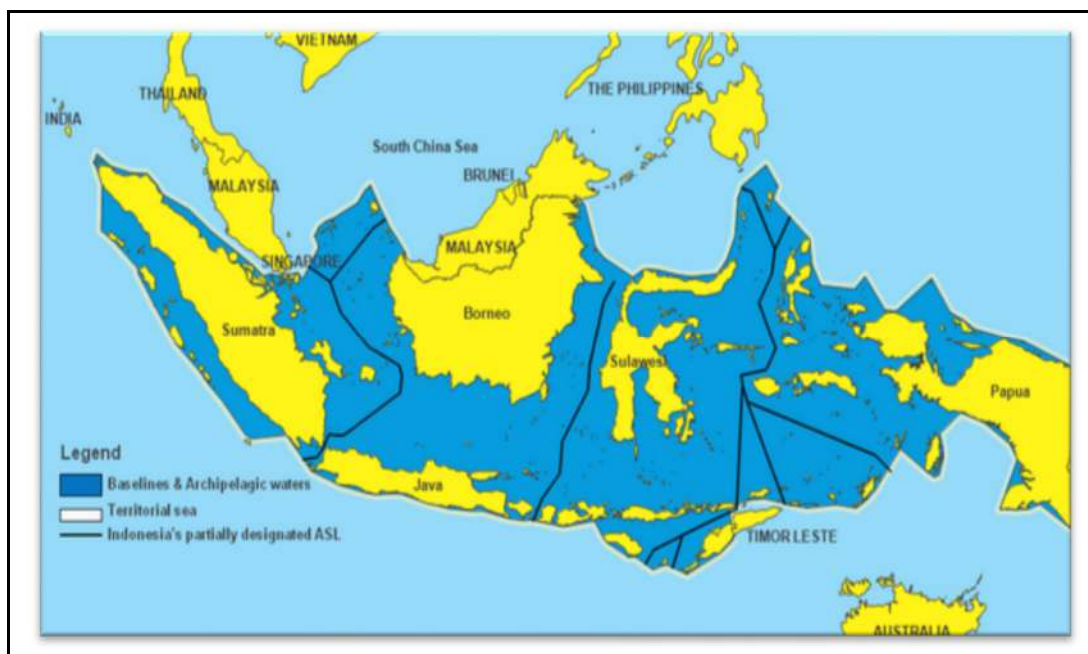 VIETNAM
THAILAND
THE PHILIPPINES
INDIA
South China Sea
BRUNEI
MALAYSIA
MALAYSIA
SINGAPORE
Borneo
Sumatra
Sulawesi
Papua
Legend
Baselines & Archipelagic waters
Java
Territorial sea
Indonesia's partially designated ASL
TIMOR LESTE
AUSTRALIA